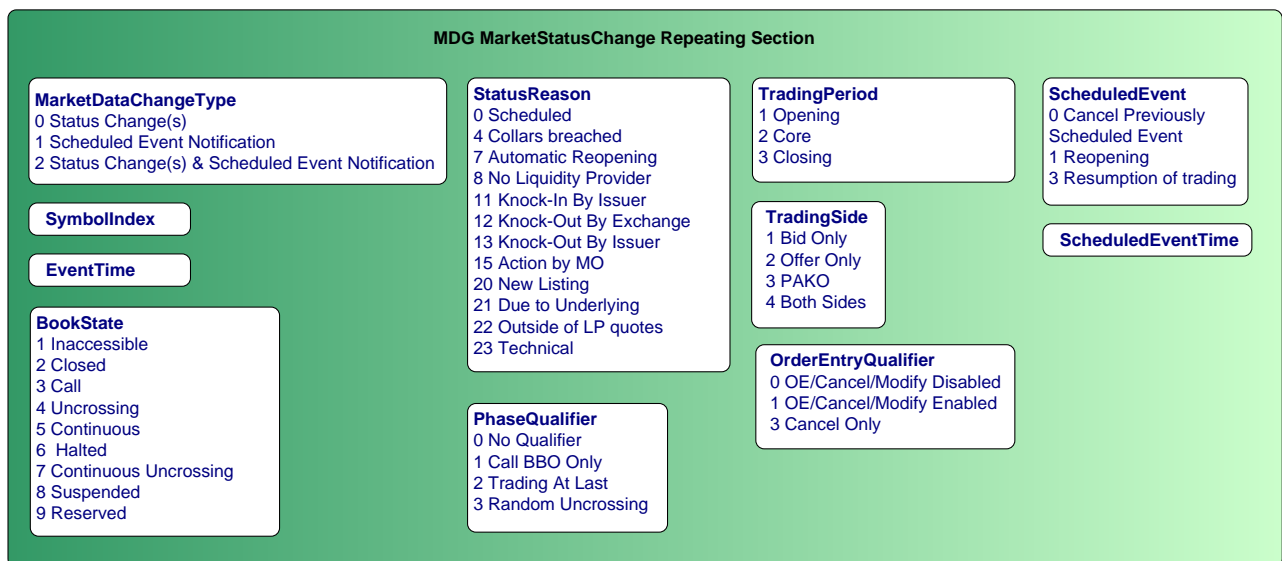 MDG MarketStatusChange Repeating Section
MarketDataChangeType
0 Status Change(s)
1 Scheduled Event Notification
2 Status Change(s) & Scheduled Event Notification
SymbolIndex
EventTime
BookState
1 Inaccessible
2 Closed
3 Call
4 Uncrossing
5 Continuous
6 Halted
7 Continuous Uncrossing
8 Suspended
9 Reserved
StatusReason
0 Scheduled
4 Collars breached
7 Automatic Reopening
8 No Liquidity Provider
11 Knock-In By Issuer
12 Knock-Out By Exchange
13 Knock-Out By Issuer
15 Action by MO
20 New Listing
21 Due to Underlying
22 Outside of LP quotes
23 Technical
PhaseQualifier
0 No Qualifier
1 Call BBO Only
2 Trading At Last
3 Random Uncrossing
TradingPeriod
1 Opening
2 Core
3 Closing
TradingSide
1 Bid Only
2 Offer Only
3 PAKO
4 Both Sides
OrderEntryQualifier
0 OE/Cancel/Modify Disabled
1 OE/Cancel/Modify Enabled
3 Cancel Only
ScheduledEvent
0 Cancel Previously
Scheduled Event
1 Reopening
3 Resumption of trading
ScheduledEventTime